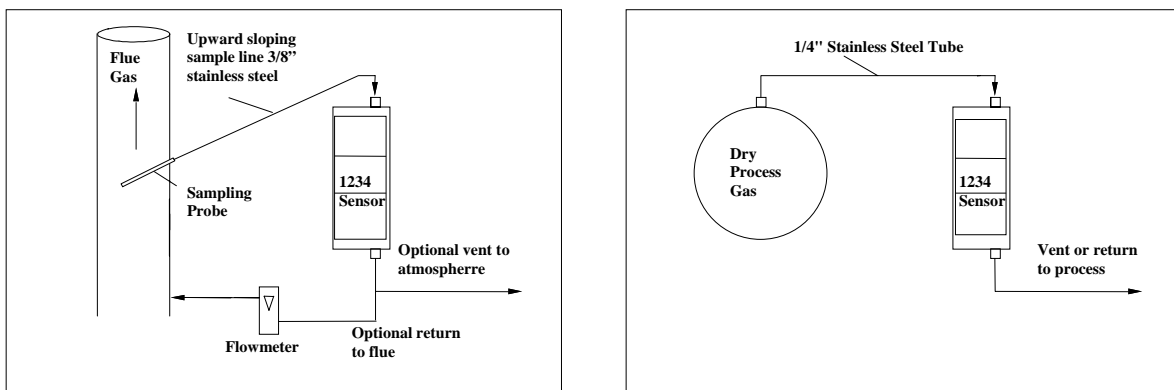 Flue
Gas
Upward sloping
sample line 3/8”
stainless steel
Sampling
Probe
1234
Sensor
Optional vent to
atmospherre
Optional return
to flue
Flowmeter
1/4" Stainless Steel Tube
Dry
Process
Gas
1234
Sensor
Vent or return
to process